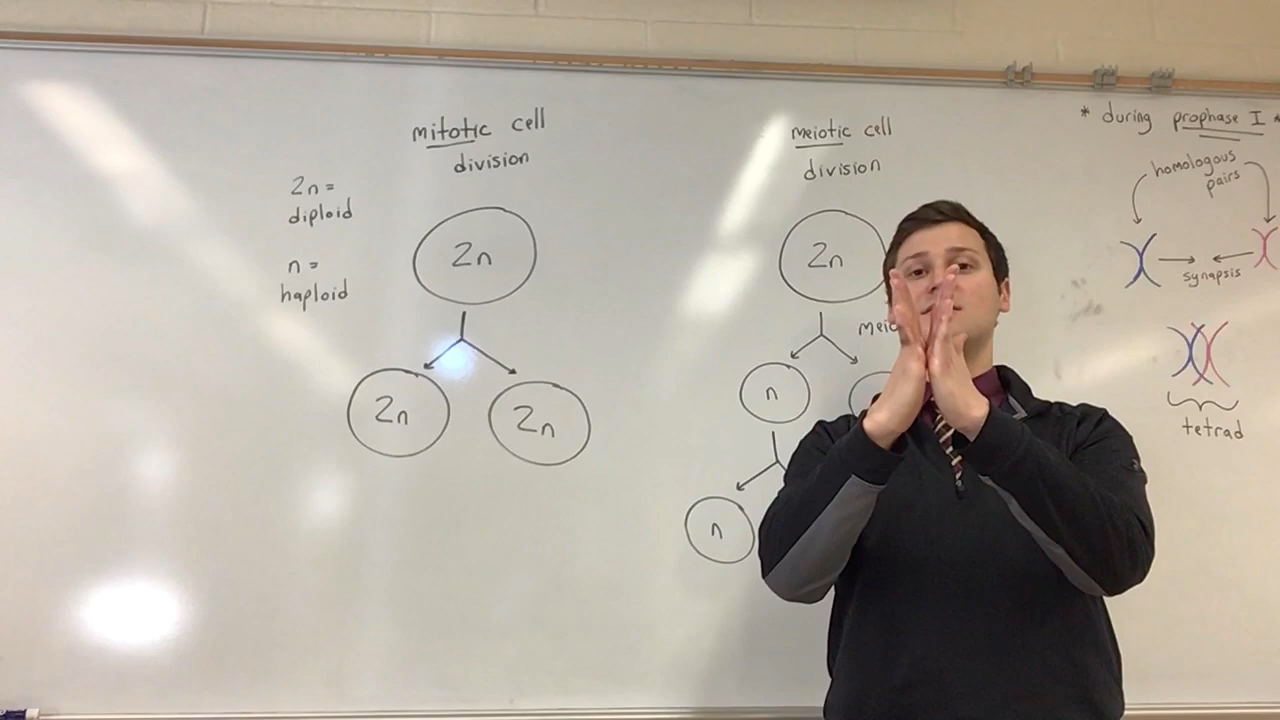 mitotic cell
division
2n =
diploid
n =
haploid
2n
2n
2n
meiotic cell
division
2n
n
n
* during prophase I *
homologous
pairs
synapsis
tetrad